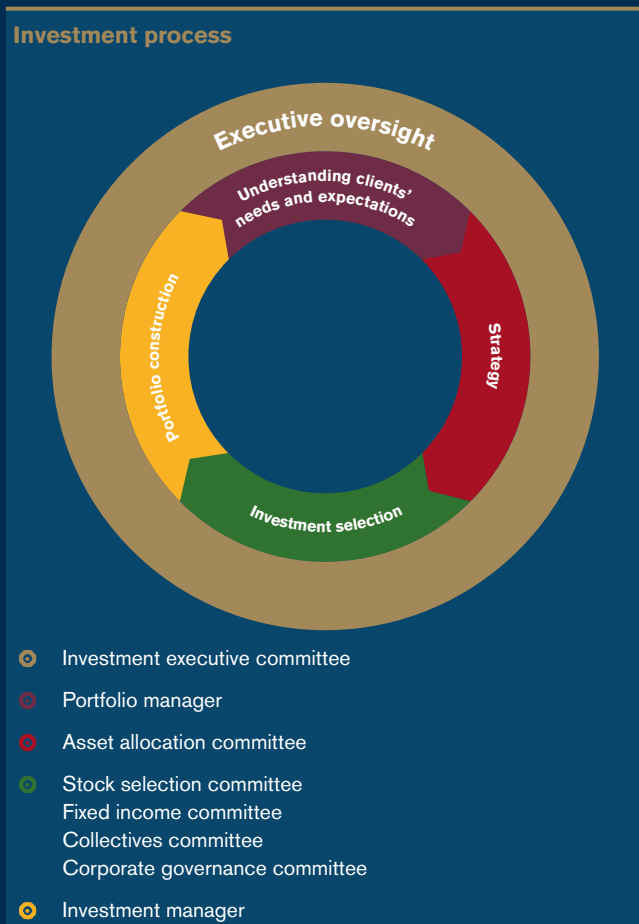 Investment process
Executive oversight
Understanding clients'
needs and expectations
Strategy
Investment selection
Portfolio construction
Investment executive committee
Portfolio manager
Asset allocation committee
Stock selection committee
Fixed income committee
Collectives committee
Corporate governance committee
Investment manager